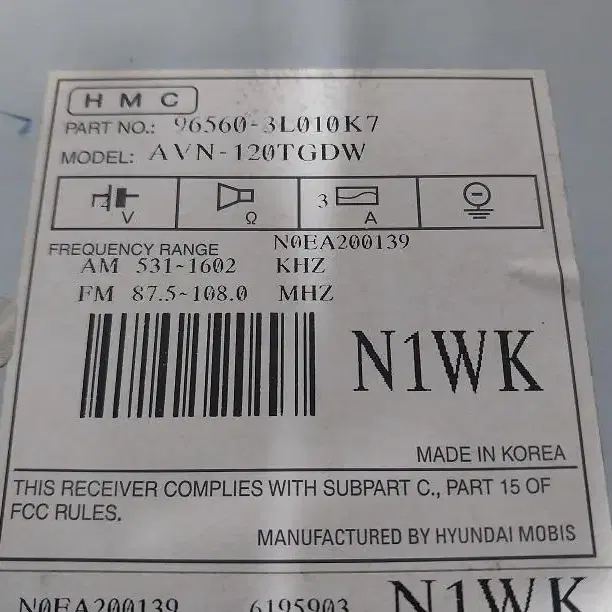 HMC
PART NO.: 96560-3L010K7
MODEL: AVN-120TGDW
V Ω 3 A
N0EA200139
FREQUENCY RANGE
AM 531~1602 KHZ
FM 87.5~108.0 MHZ
N1WK
MADE IN KOREA
THIS RECEIVER COMPLIES WITH SUBPART C., PART 15 OF
FCC RULES.
MANUFACTURED BY HYUNDAI MOBIS
N0EA200139 6195903 N1WK